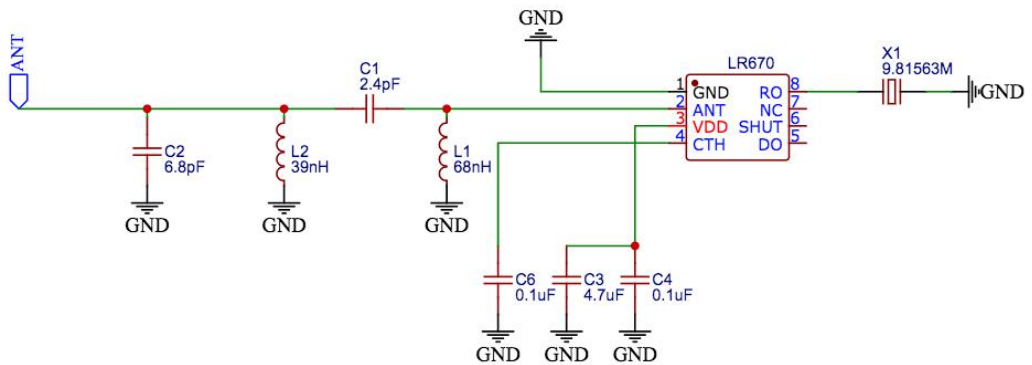 ANT
GND
C1
2.4pF
C2
6.8pF
GND
L2
39nH
GND
L1
68nH
GND
LR670
1 GND RO 8
2 ANT NC 7
3 VDD SHUT 6
4 CTH DO 5
X1
9.81563M
GND
C6
0.1uF
GND
C3
4.7uF
GND
C4
0.1uF
GND